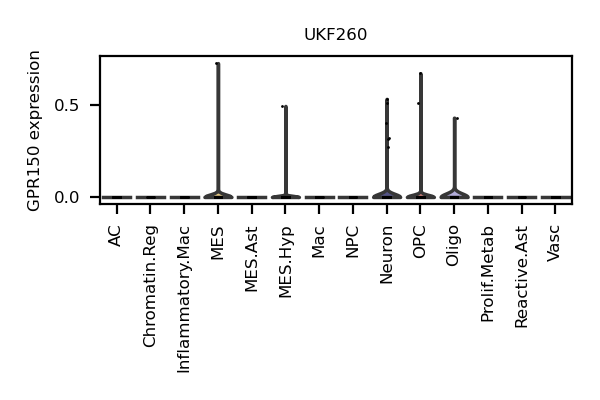 UKF260
GPR150 expression
0.5
0.0
AC
Chromatin.Reg
Inflammatory.Mac
MES
MES.Ast
MES.Hyp
Mac
NPC
Neuron
OPC
Oligo
Prolif.Metab
Reactive.Ast
Vasc